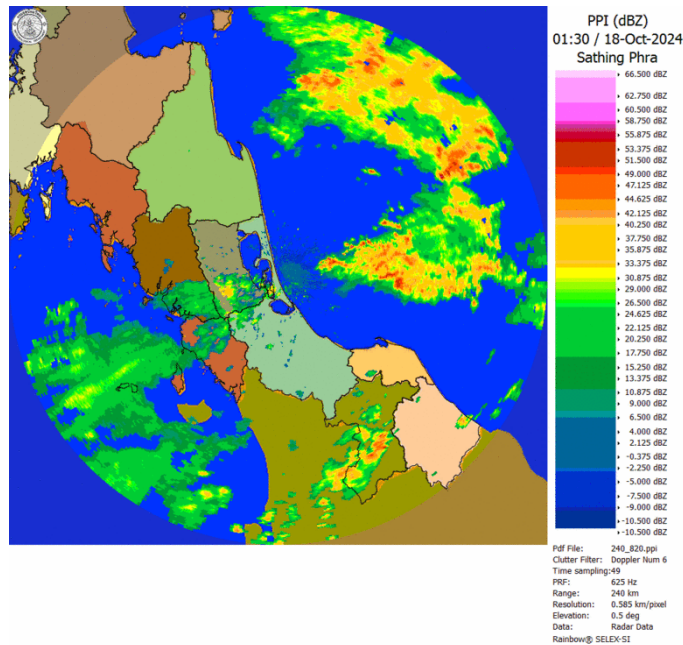 PPI (dBZ)
01:30 / 18-Oct-2024
Sathing Phra
66.500 dBZ
62.750 dBZ
60.500 dBZ
58.750 dBZ
55.875 dBZ
53.375 dBZ
51.500 dBZ
49.000 dBZ
47.125 dBZ
44.625 dBZ
42.125 dBZ
40.250 dBZ
37.750 dBZ
35.875 dBZ
33.375 dBZ
30.875 dBZ
29.000 dBZ
26.500 dBZ
24.625 dBZ
22.125 dBZ
20.250 dBZ
17.750 dBZ
15.250 dBZ
13.375 dBZ
10.875 dBZ
9.000 dBZ
6.500 dBZ
4.000 dBZ
2.125 dBZ
-0.375 dBZ
-2.250 dBZ
-5.000 dBZ
-7.500 dBZ
-9.000 dBZ
-10.500 dBZ
-10.500 dBZ
Pdf File: 240_820.ppi
Clutter Filter: Doppler Num 6
Time sampling:49
PRF: 625 Hz
Range: 240 km
Resolution: 0.585 km/pixel
Elevation: 0.5 deg
Data: Radar Data
Rainbow® SELEX-SI